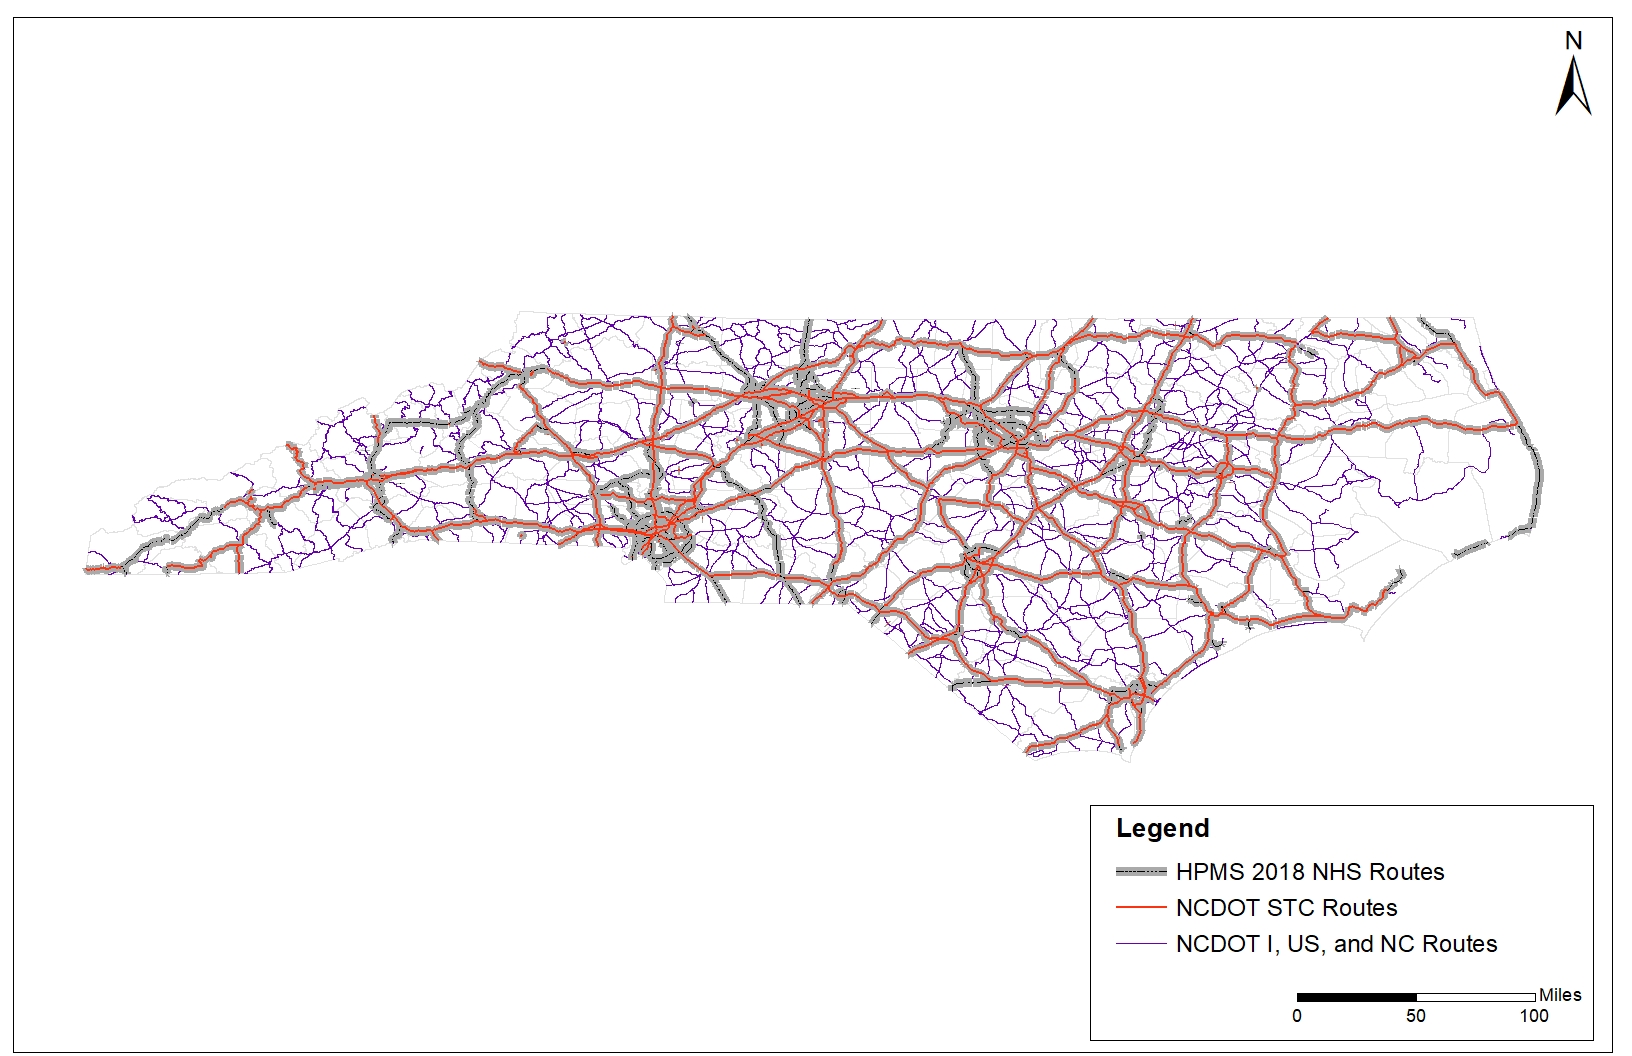 N
Legend
HPMS 2018 NHS Routes
NCDOT STC Routes
NCDOT I, US, and NC Routes
Miles
0 50 100